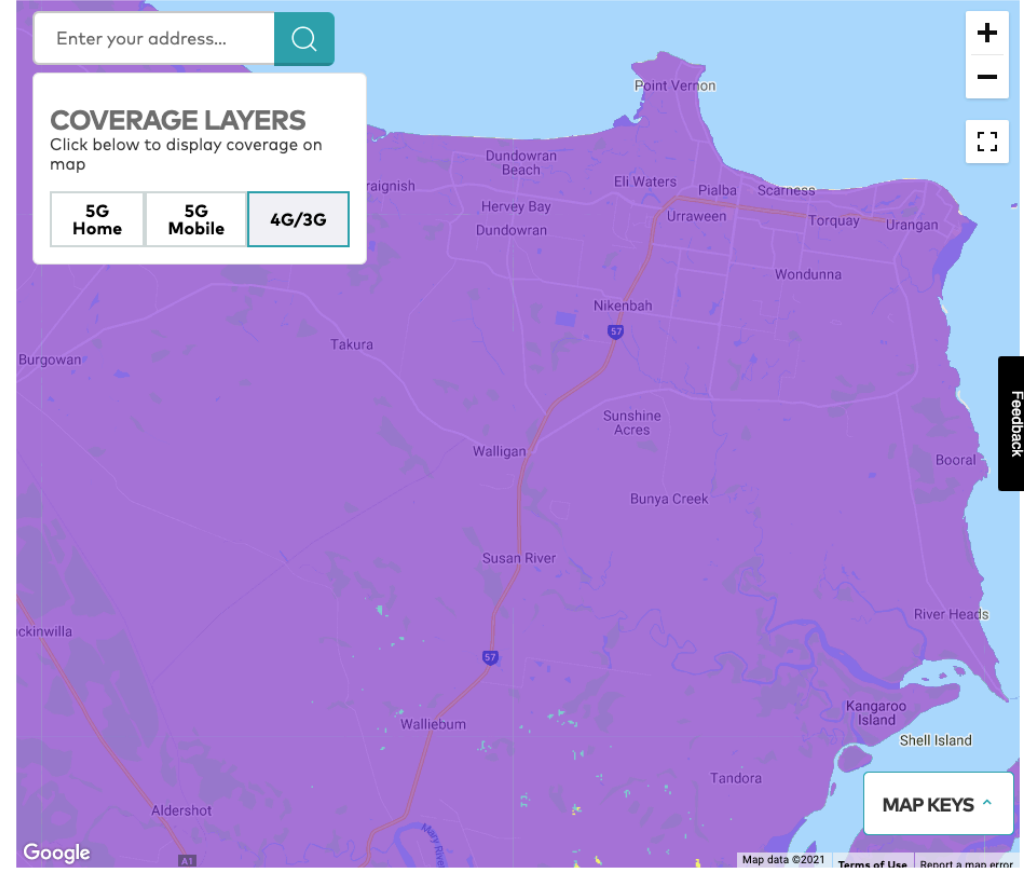 Enter your address...
COVERAGE LAYERS
Click below to display coverage on
map
5G
Home
5G
Mobile
4G/3G
+
−
Point Vernon
Dundowran
Beach
raignish
Eli Waters
Pialba
Scarness
Hervey Bay
Urraween
Torquay
Urangan
Dundowran
Wondunna
Nikenbah
57
Takura
Burgowan
Feedback
Sunshine
Acres
Walligan
Booral
Bunya Creek
Susan River
River Heads
ckinwilla
57
Kangaroo
Island
Walliebum
Shell Island
Tandora
MAP KEYS
Aldershot
Mary Rive
Google
A1
Map data ©2021
Terms of Use
Report a map error